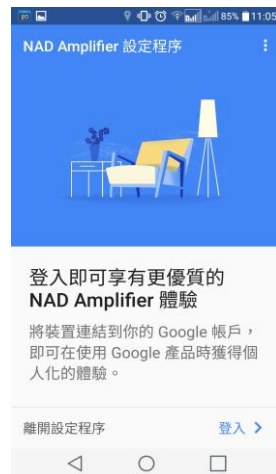 85% 11:05
NAD Amplifier 設定程序
登入即可享有更優質的
NAD Amplifier 體驗
將裝置連結到你的 Google 帳戶，
即可在使用 Google 產品時獲得個
人化的體驗。
離開設定程序 登入